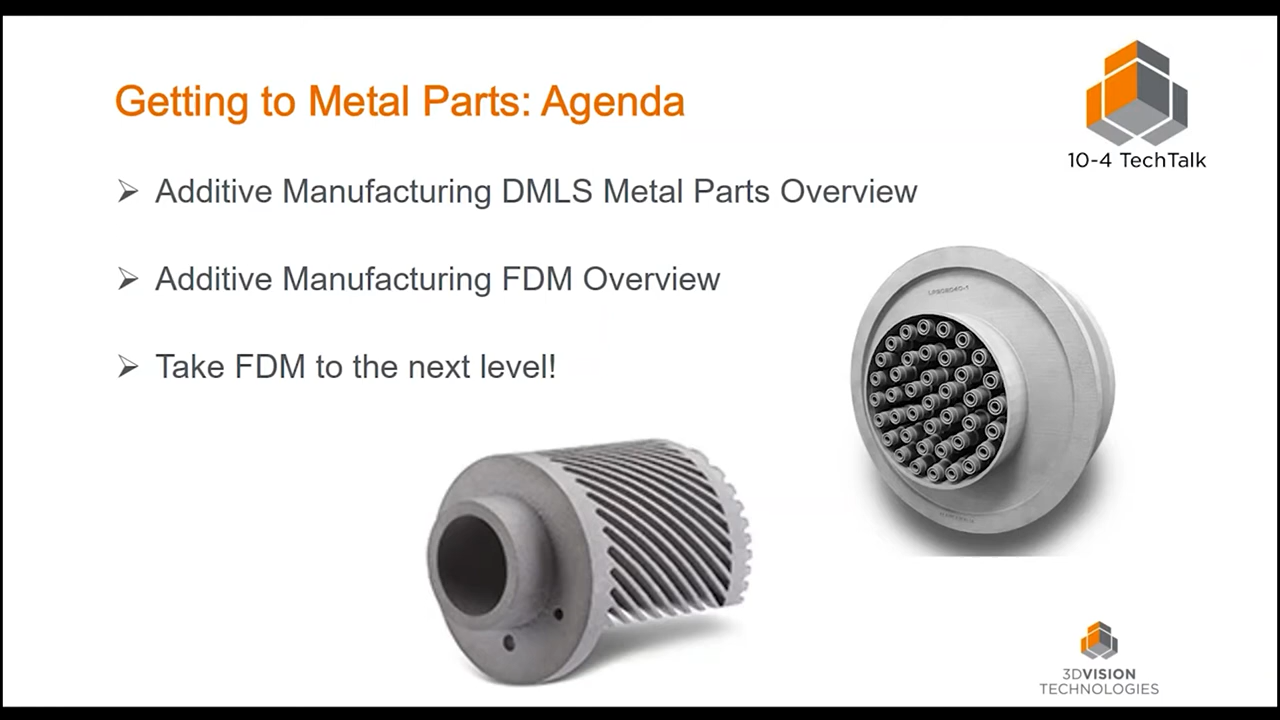 Getting to Metal Parts: Agenda
10-4 TechTalk
➢ Additive Manufacturing DMLS Metal Parts Overview
➢ Additive Manufacturing FDM Overview
➢ Take FDM to the next level!
3DVISION
TECHNOLOGIES